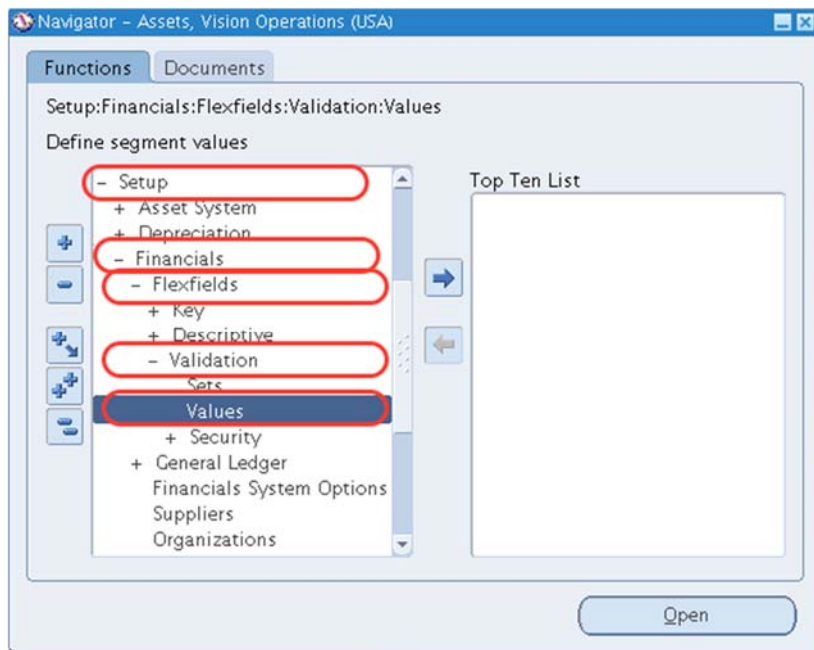 Navigator – Assets, Vision Operations (USA)
Functions Documents
Setup:Financials:Flexfields:Validation:Values
Define segment values
Top Ten List
– Setup
+ Asset System
+ Depreciation
– Financials
– Flexfields
+ Key
+ Descriptive
– Validation
Sets
Values
+ Security
+ General Ledger
Financials System Options
Suppliers
Organizations
Open